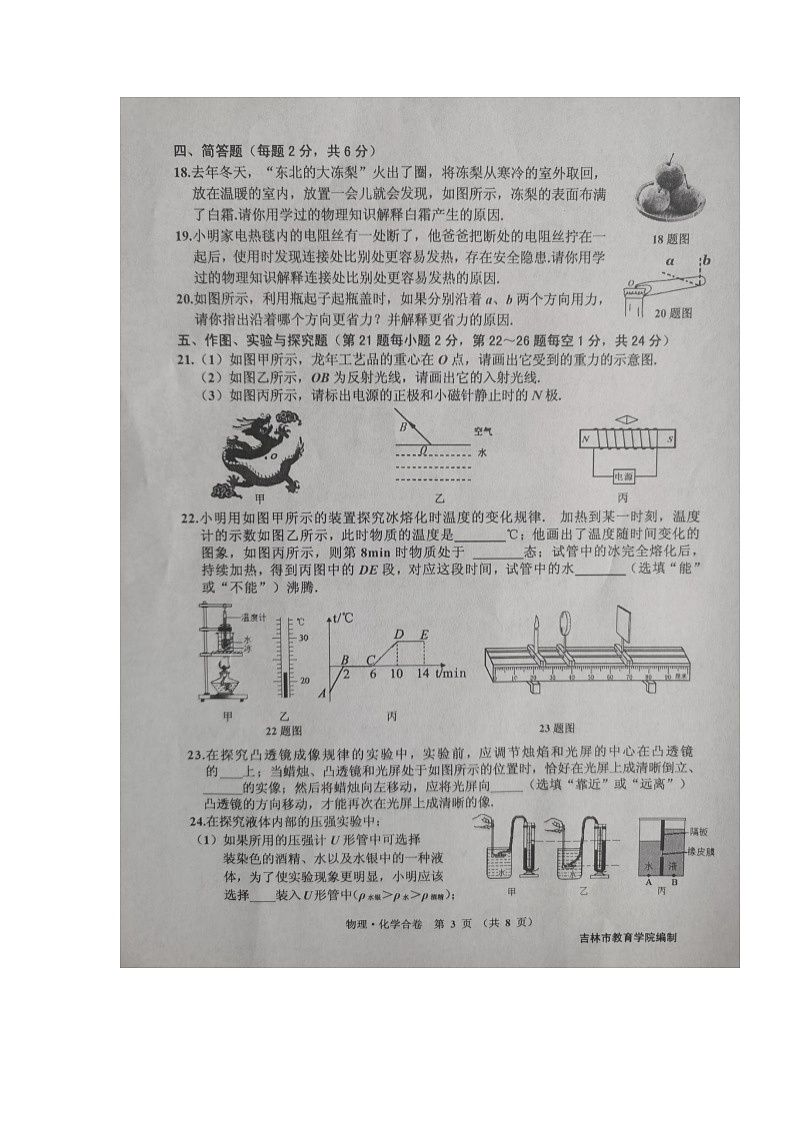 四、简答题（每题 2 分，共 6 分）
18.去年冬天，“东北的大冻梨”火出了圈，将冻梨从寒冷的室外取回，
放在温暖的室内，放置一会儿就会发现，如图所示，冻梨的表面布满
了白霜.请你用学过的物理知识解释白霜产生的原因.
18 题图
19.小明家电热毯内的电阻丝有一处断了，他爸爸把断处的电阻丝拧在一
起后，使用时发现连接处比别处更容易发热，存在安全隐患.请你用学
过的物理知识解释连接处比别处更容易发热的原因.
a b
O
20.如图所示，利用瓶起子起瓶盖时，如果分别沿着 a、b 两个方向用力，
请你指出沿着哪个方向更省力？并解释更省力的原因.
20 题图
五、作图、实验与探究题（第 21 题每小题 2 分，第 22～26 题每空 1 分，共 24 分）
21.（1）如图甲所示，龙年工艺品的重心在 O 点，请画出它受到的重力的示意图.
（2）如图乙所示，OB 为反射光线，请画出它的入射光线.
（3）如图丙所示，请标出电源的正极和小磁针静止时的 N 极.
O
B
O
空气
水
N S
电源
甲 乙 丙
22.小明用如图甲所示的装置探究冰熔化时温度的变化规律. 加热到某一时刻，温度
计的示数如图乙所示，此时物质的温度是______℃；他画出了温度随时间变化的
图象，如图丙所示，则第 8min 时物质处于 ______态；试管中的冰完全熔化后，
持续加热，得到丙图中的 DE 段，对应这段时间，试管中的水______（选填“能”
或“不能”）沸腾.
温度计
水
冰
℃
30
20
t/℃
A B C D E
2 6 10 14 t/min
10 20 30 40 50 60 70 80 90 厘米
甲 乙 丙
22 题图
23 题图
23.在探究凸透镜成像规律的实验中，实验前，应调节烛焰和光屏的中心在凸透镜
的___上；当蜡烛、凸透镜和光屏处于如图所示的位置时，恰好在光屏上成清晰倒立、
_____的实像；然后将蜡烛向左移动，应将光屏向____（选填“靠近”或“远离”）
凸透镜的方向移动，才能再次在光屏上成清晰的像.
24.在探究液体内部的压强实验中：
（1）如果所用的压强计 U 形管中可选择
装染色的酒精、水以及水银中的一种液
体，为了使实验现象更明显，小明应该
选择___装入U形管中(ρ水银＞ρ水＞ρ酒精)；
水
水
隔板
橡皮膜
水 液
A B
甲 乙 丙
物理·化学合卷 第 3 页 （共 8 页）
吉林市教育学院编制